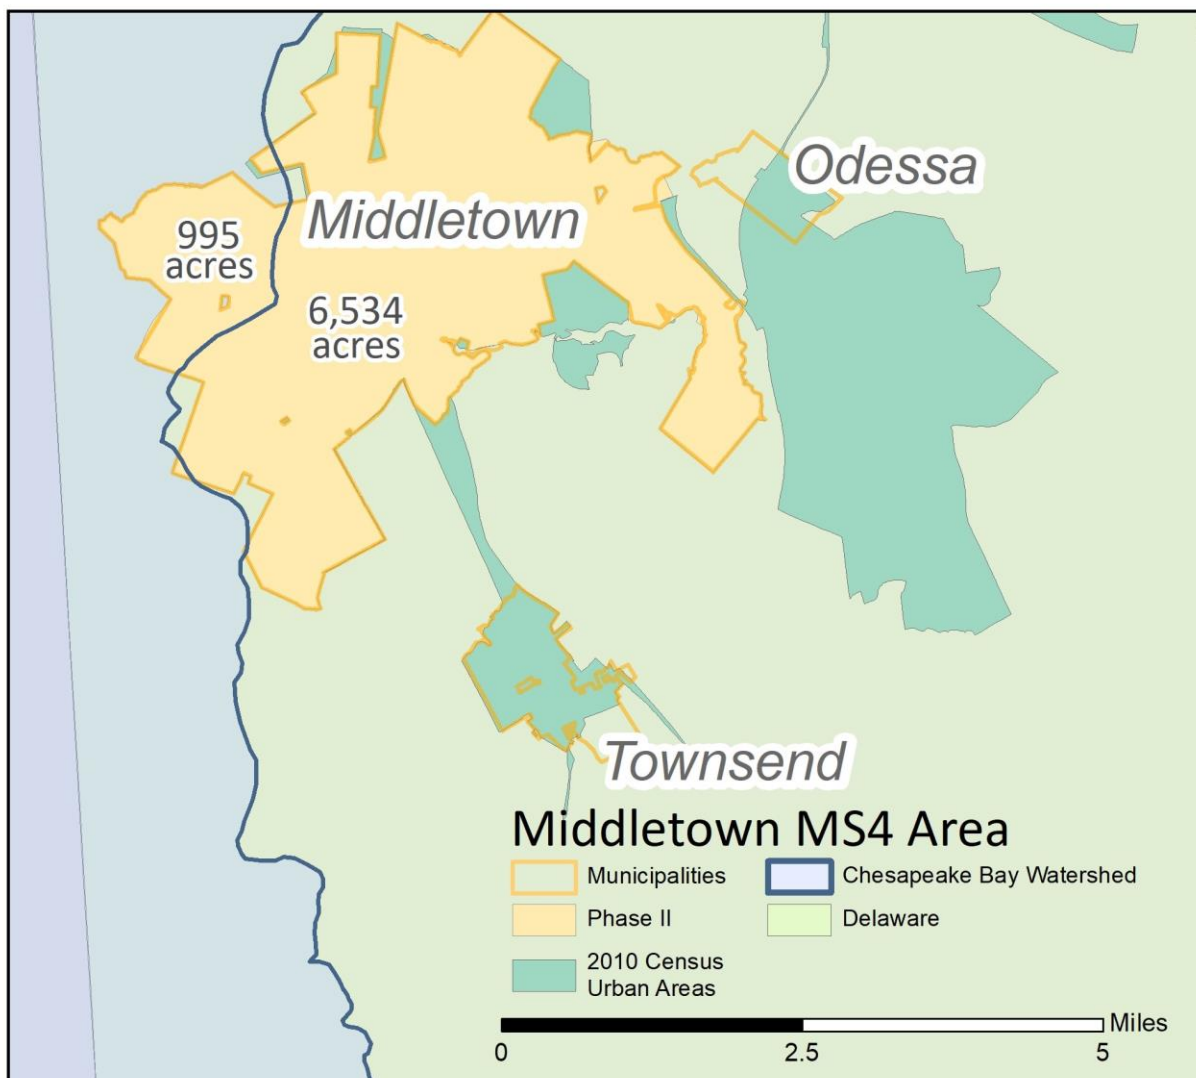 Odessa
Middletown
995
acres
6,534
acres
Townsend
Middletown MS4 Area
Municipalities
Chesapeake Bay Watershed
Phase II
Delaware
2010 Census
Urban Areas
Miles
0 2.5 5